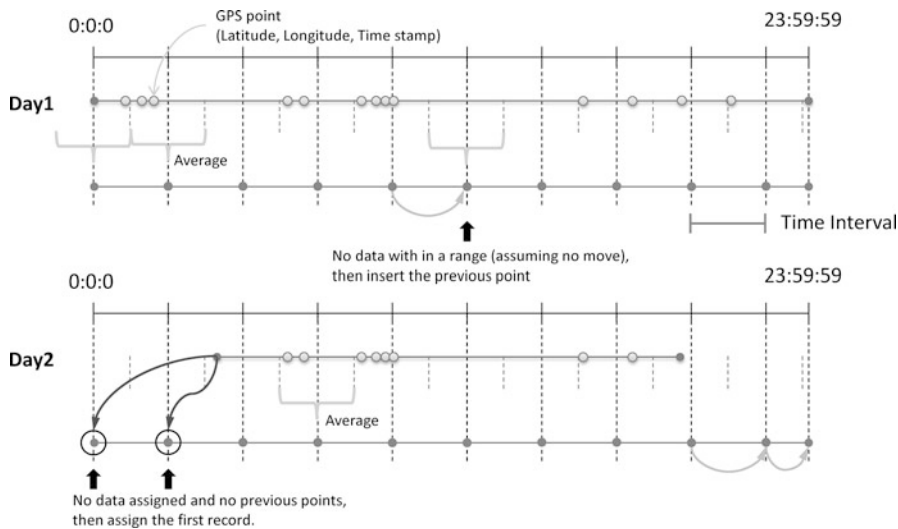 GPS point
(Latitude, Longitude, Time stamp)
0:0:0
23:59:59
Day1
Average
Time Interval
No data with in a range (assuming no move),
then insert the previous point
0:0:0
23:59:59
Day2
Average
No data assigned and no previous points,
then assign the first record.